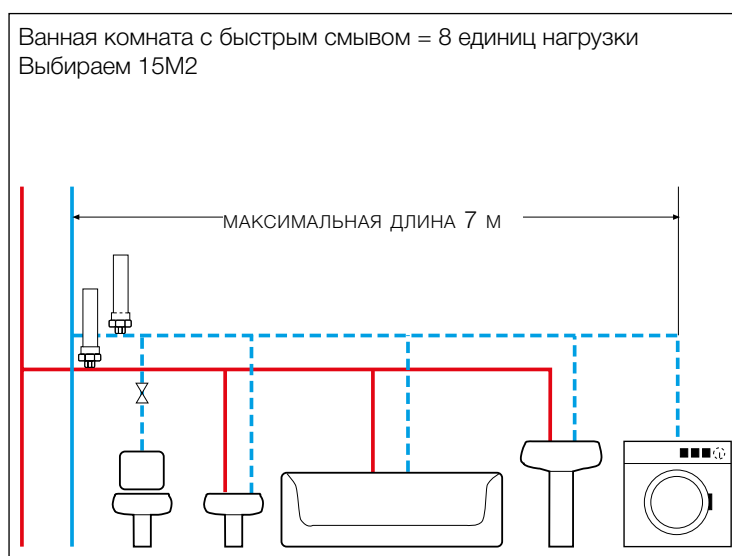 Ванная комната с быстрым смывом = 8 единиц нагрузки
Выбираем 15М2
МАКСИМАЛЬНАЯ ДЛИНА 7 М